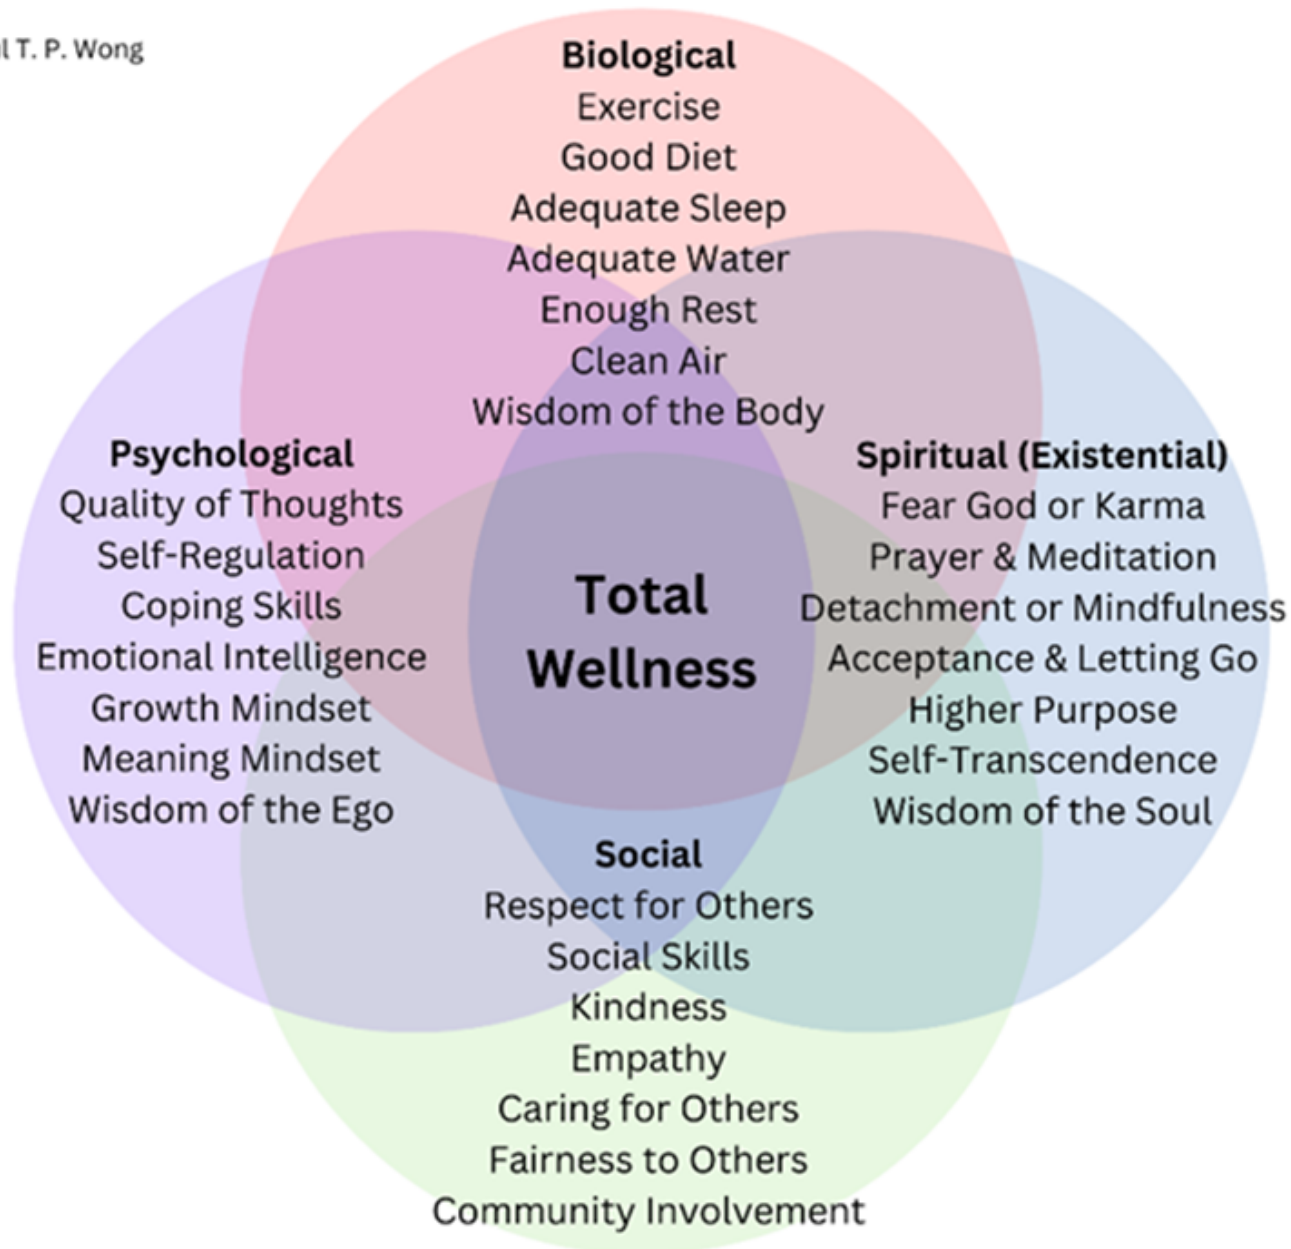 T. P. Wong
Biological
Exercise
Good Diet
Adequate Sleep
Adequate Water
Enough Rest
Clean Air
Wisdom of the Body
Psychological
Quality of Thoughts
Self-Regulation
Coping Skills
Emotional Intelligence
Growth Mindset
Meaning Mindset
Wisdom of the Ego
Total
Wellness
Spiritual (Existential)
Fear God or Karma
Prayer & Meditation
Detachment or Mindfulness
Acceptance & Letting Go
Higher Purpose
Self-Transcendence
Wisdom of the Soul
Social
Respect for Others
Social Skills
Kindness
Empathy
Caring for Others
Fairness to Others
Community Involvement